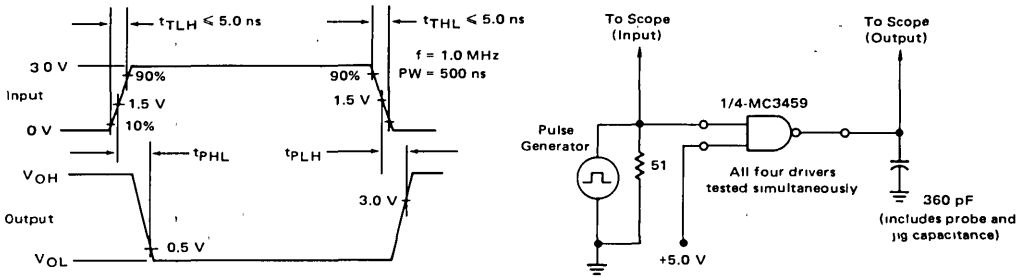 tTLH ≤ 5.0 ns
tTHL ≤ 5.0 ns
f = 1.0 MHz
PW = 500 ns
3 0 V
90%
90%
Input
1.5 V
1.5 V
0 V
10%
tPHL
tPLH
VOH
3.0 V
Output
0.5 V
VOL
To Scope
(Input)
To Scope
(Output)
1/4-MC3459
Pulse
Generator
51
All four drivers
tested simultaneously
360 pF
(includes probe and
jig capacitance)
+5.0 V